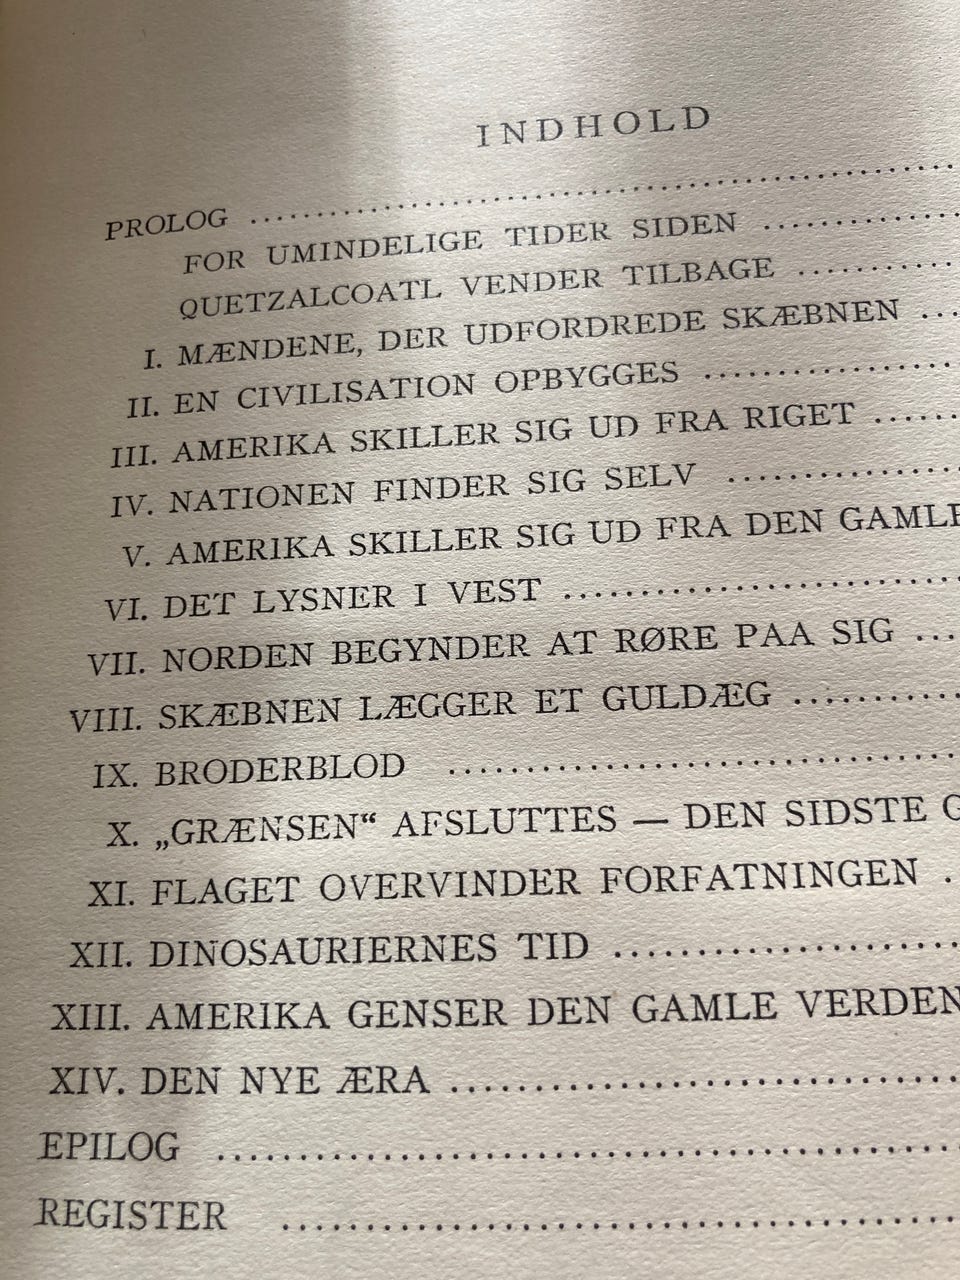 INDHOLD
PROLOG
FOR UMINDELIGE TIDER SIDEN
QUETZALCOATL VENDER TILBAGE
I. MÆNDENE, DER UDFORDREDE SKÆBNEN
II. EN CIVILISATION OPBYGGES
III. AMERIKA SKILLER SIG UD FRA RIGET
IV. NATIONEN FINDER SIG SELV
V. AMERIKA SKILLER SIG UD FRA DEN GAMLE
VI. DET LYSNER I VEST
VII. NORDEN BEGYNDER AT RØRE PAA SIG
VIII. SKÆBNEN LÆGGER ET GULDÆG
IX. BRODERBLOD
X. „GRÆNSEN“ AFSLUTTES — DEN SIDSTE
XI. FLAGET OVERVINDER FORFATNINGEN
XII. DINOSAURIERNES TID
XIII. AMERIKA GENSER DEN GAMLE VERDEN
XIV. DEN NYE ÆRA
EPILOG
REGISTER